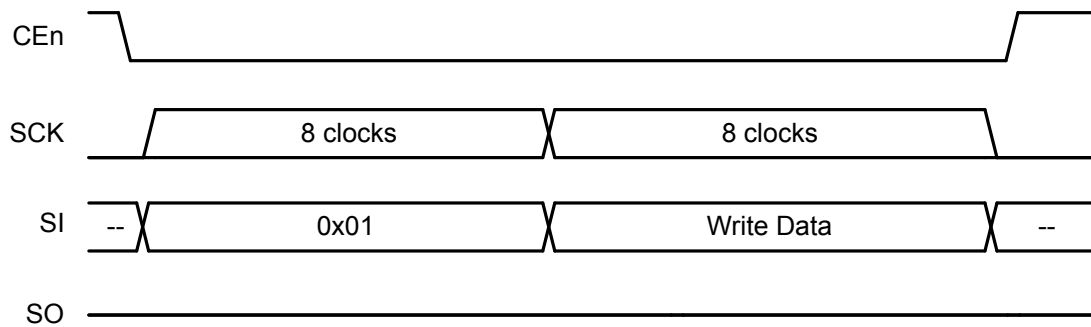 CEn
SCK 8 clocks 8 clocks
SI -- 0x01 Write Data --
SO